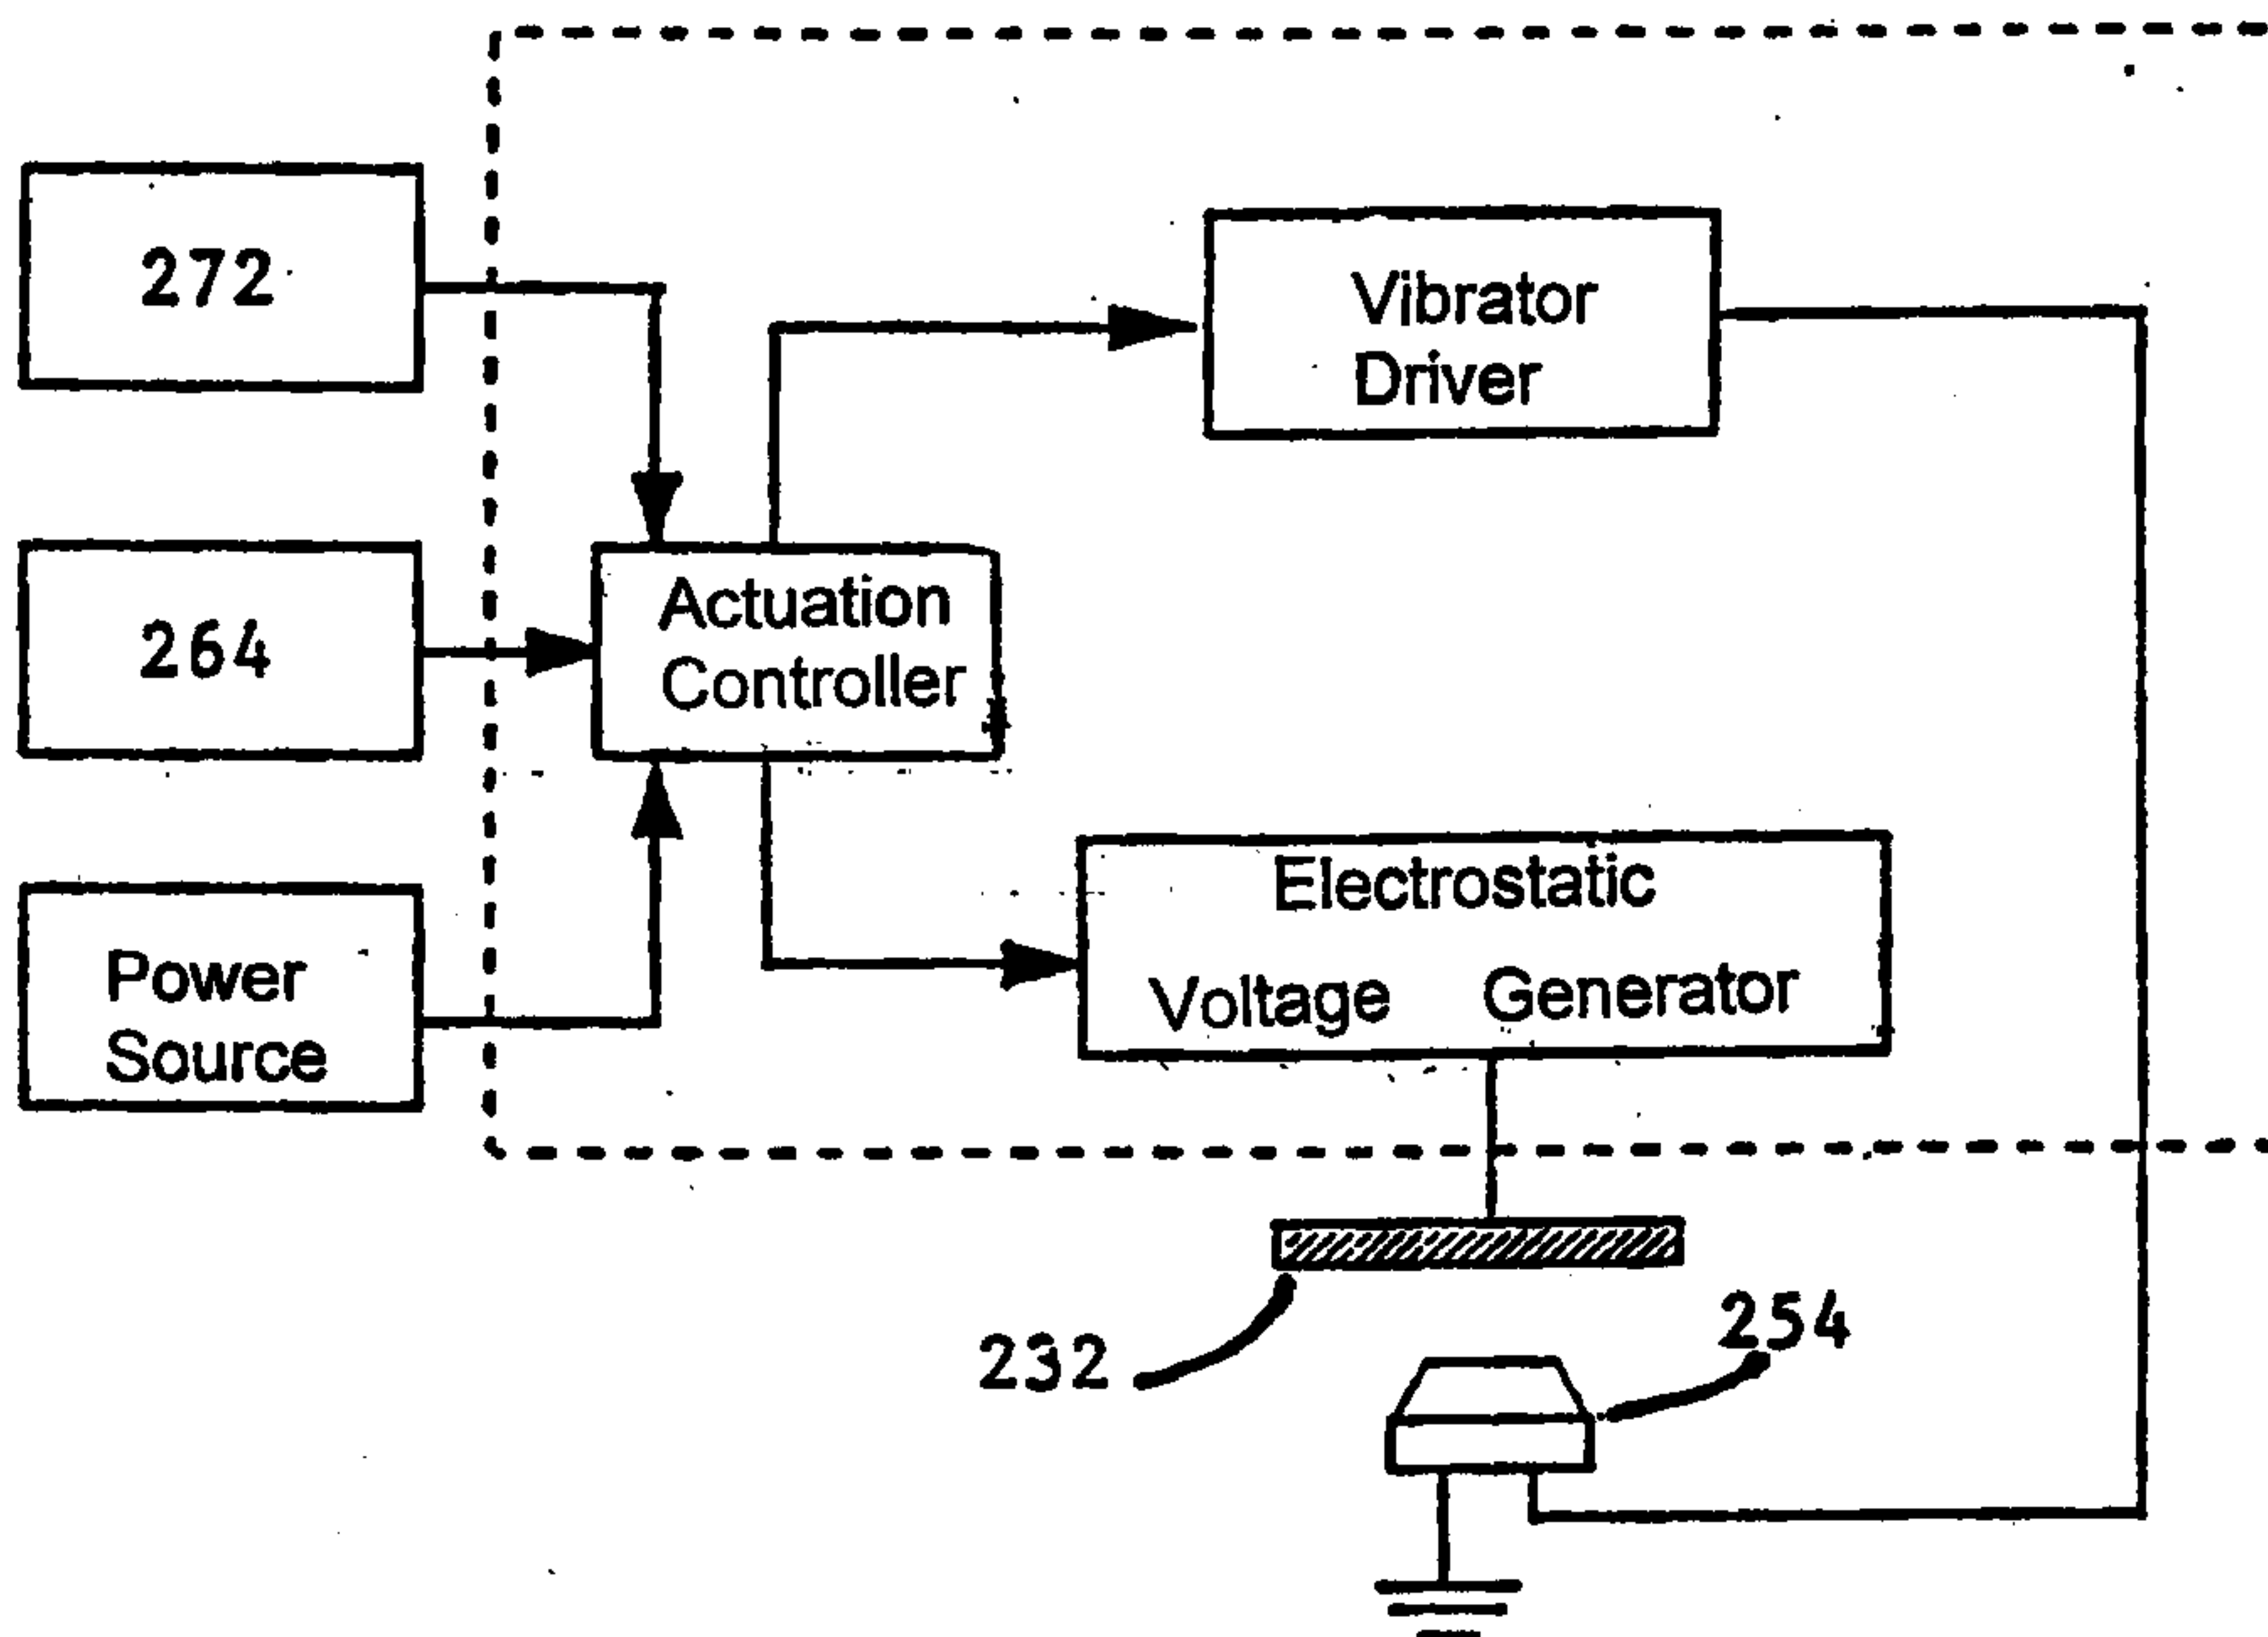 272
Vibrator
Driver
264
Actuation
Controller
Power
Source
Electrostatic
Voltage Generator
232
254